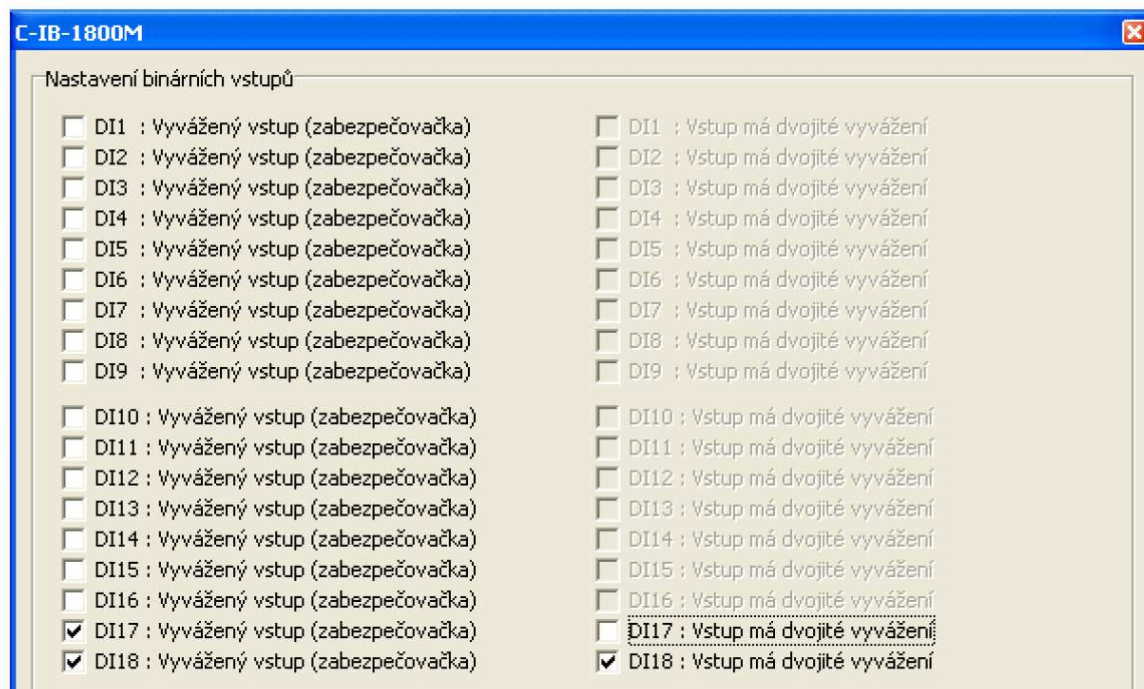 C-IB-1800M
Nastavení binárních vstupů
DI1 : Vyvážený vstup (zabezpečovačka) DI1 : Vstup má dvojité vyvážení
DI2 : Vyvážený vstup (zabezpečovačka) DI2 : Vstup má dvojité vyvážení
DI3 : Vyvážený vstup (zabezpečovačka) DI3 : Vstup má dvojité vyvážení
DI4 : Vyvážený vstup (zabezpečovačka) DI4 : Vstup má dvojité vyvážení
DI5 : Vyvážený vstup (zabezpečovačka) DI5 : Vstup má dvojité vyvážení
DI6 : Vyvážený vstup (zabezpečovačka) DI6 : Vstup má dvojité vyvážení
DI7 : Vyvážený vstup (zabezpečovačka) DI7 : Vstup má dvojité vyvážení
DI8 : Vyvážený vstup (zabezpečovačka) DI8 : Vstup má dvojité vyvážení
DI9 : Vyvážený vstup (zabezpečovačka) DI9 : Vstup má dvojité vyvážení
DI10 : Vyvážený vstup (zabezpečovačka) DI10 : Vstup má dvojité vyvážení
DI11 : Vyvážený vstup (zabezpečovačka) DI11 : Vstup má dvojité vyvážení
DI12 : Vyvážený vstup (zabezpečovačka) DI12 : Vstup má dvojité vyvážení
DI13 : Vyvážený vstup (zabezpečovačka) DI13 : Vstup má dvojité vyvážení
DI14 : Vyvážený vstup (zabezpečovačka) DI14 : Vstup má dvojité vyvážení
DI15 : Vyvážený vstup (zabezpečovačka) DI15 : Vstup má dvojité vyvážení
DI16 : Vyvážený vstup (zabezpečovačka) DI16 : Vstup má dvojité vyvážení
DI17 : Vyvážený vstup (zabezpečovačka) DI17 : Vstup má dvojité vyvážení
DI18 : Vyvážený vstup (zabezpečovačka) DI18 : Vstup má dvojité vyvážení